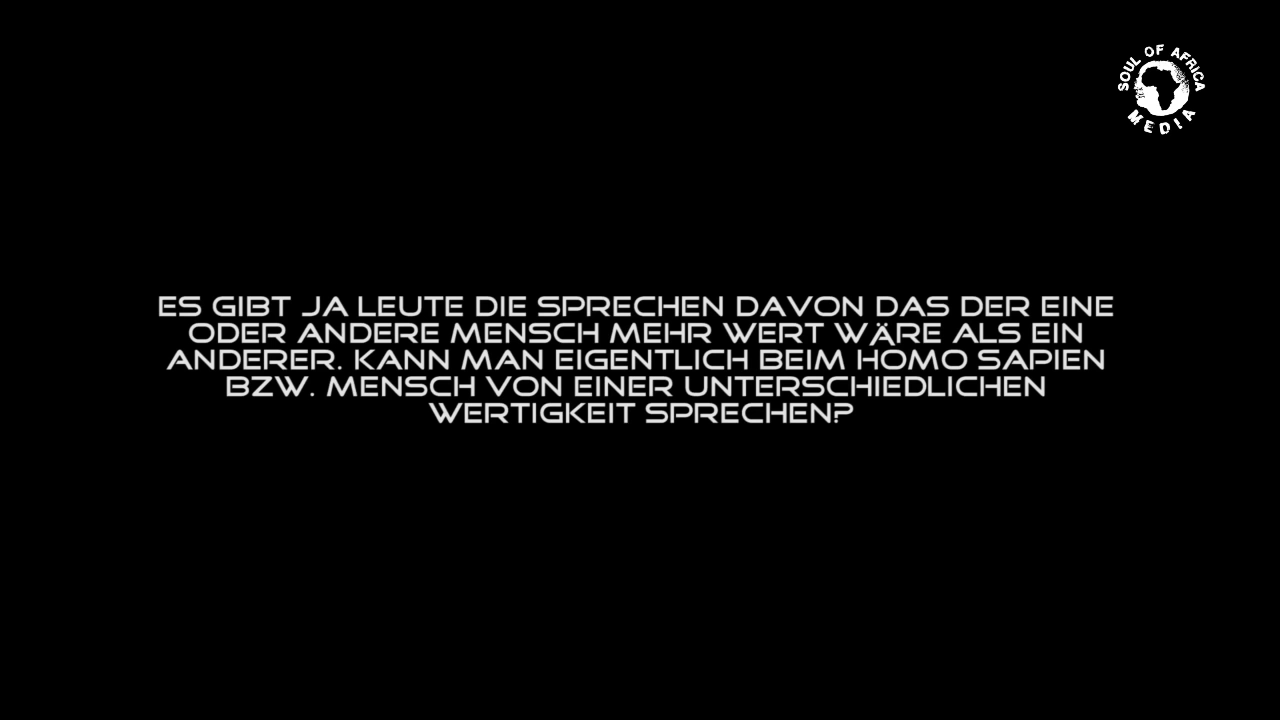 ES GIBT JA LEUTE DIE SPRECHEN DAVON DAS DER EINE
ODER ANDERE MENSCH MEHR WERT WÄRE ALS EIN
ANDERER. KANN MAN EIGENTLICH BEIM HOMO SAPIEN
BZW. MENSCH VON EINER UNTERSCHIEDLICHEN
WERTIGKEIT SPRECHEN?
SOUL OF AFRICA
MEDIA